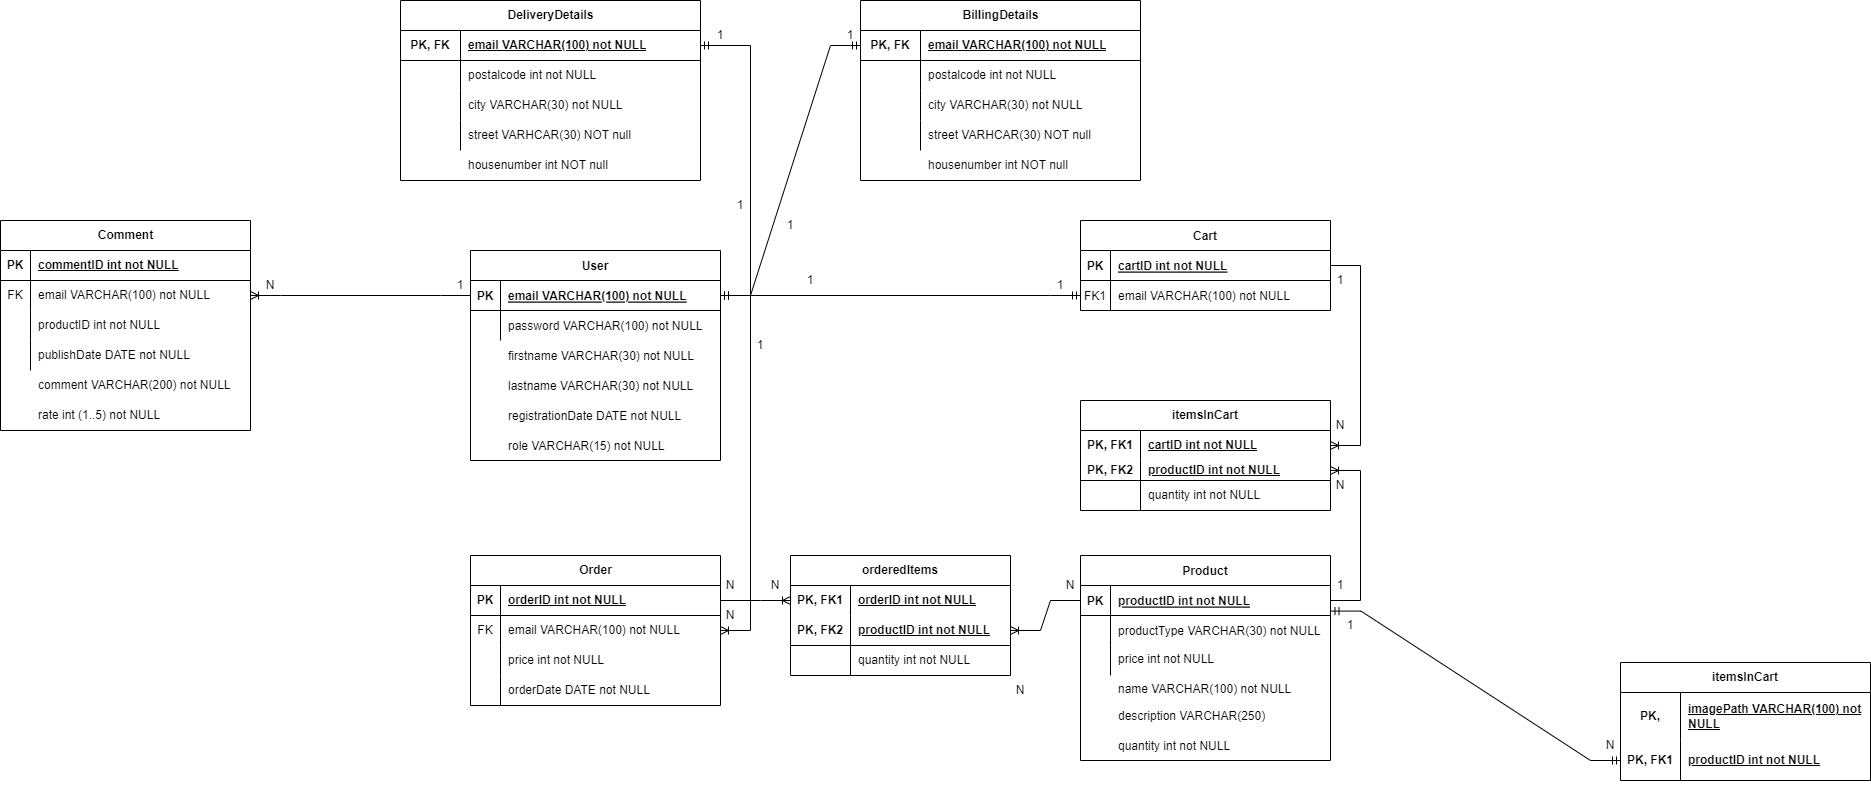 DeliveryDetails
PK, FK email VARCHAR(100) not NULL
postalcode int not NULL
city VARCHAR(30) not NULL
street VARHCAR(30) NOT null
housenumber int NOT null
1
1
BillingDetails
PK, FK email VARCHAR(100) not NULL
postalcode int not NULL
city VARCHAR(30) not NULL
street VARHCAR(30) NOT null
housenumber int NOT null
1
1
Comment
PK commentID int not NULL
FK email VARCHAR(100) not NULL
productID int not NULL
publishDate DATE not NULL
comment VARCHAR(200) not NULL
rate int (1..5) not NULL
N
1
User
PK email VARCHAR(100) not NULL
password VARCHAR(100) not NULL
firstname VARCHAR(30) not NULL
lastname VARCHAR(30) not NULL
registrationDate DATE not NULL
role VARCHAR(15) not NULL
1
1
1
Cart
PK cartID int not NULL
FK1 email VARCHAR(100) not NULL
1
N
itemsInCart
PK, FK1 cartID int not NULL
PK, FK2 productID int not NULL
quantity int not NULL
N
1
Order
PK orderID int not NULL
FK email VARCHAR(100) not NULL
price int not NULL
orderDate DATE not NULL
N
N
N
orderedItems
PK, FK1 orderID int not NULL
PK, FK2 productID int not NULL
quantity int not NULL
N
N
Product
PK productID int not NULL
productType VARCHAR(30) not NULL
price int not NULL
name VARCHAR(100) not NULL
description VARCHAR(250)
quantity int not NULL
1
N
itemsInCart
PK, imagePath VARCHAR(100) not
NULL
PK, FK1 productID int not NULL